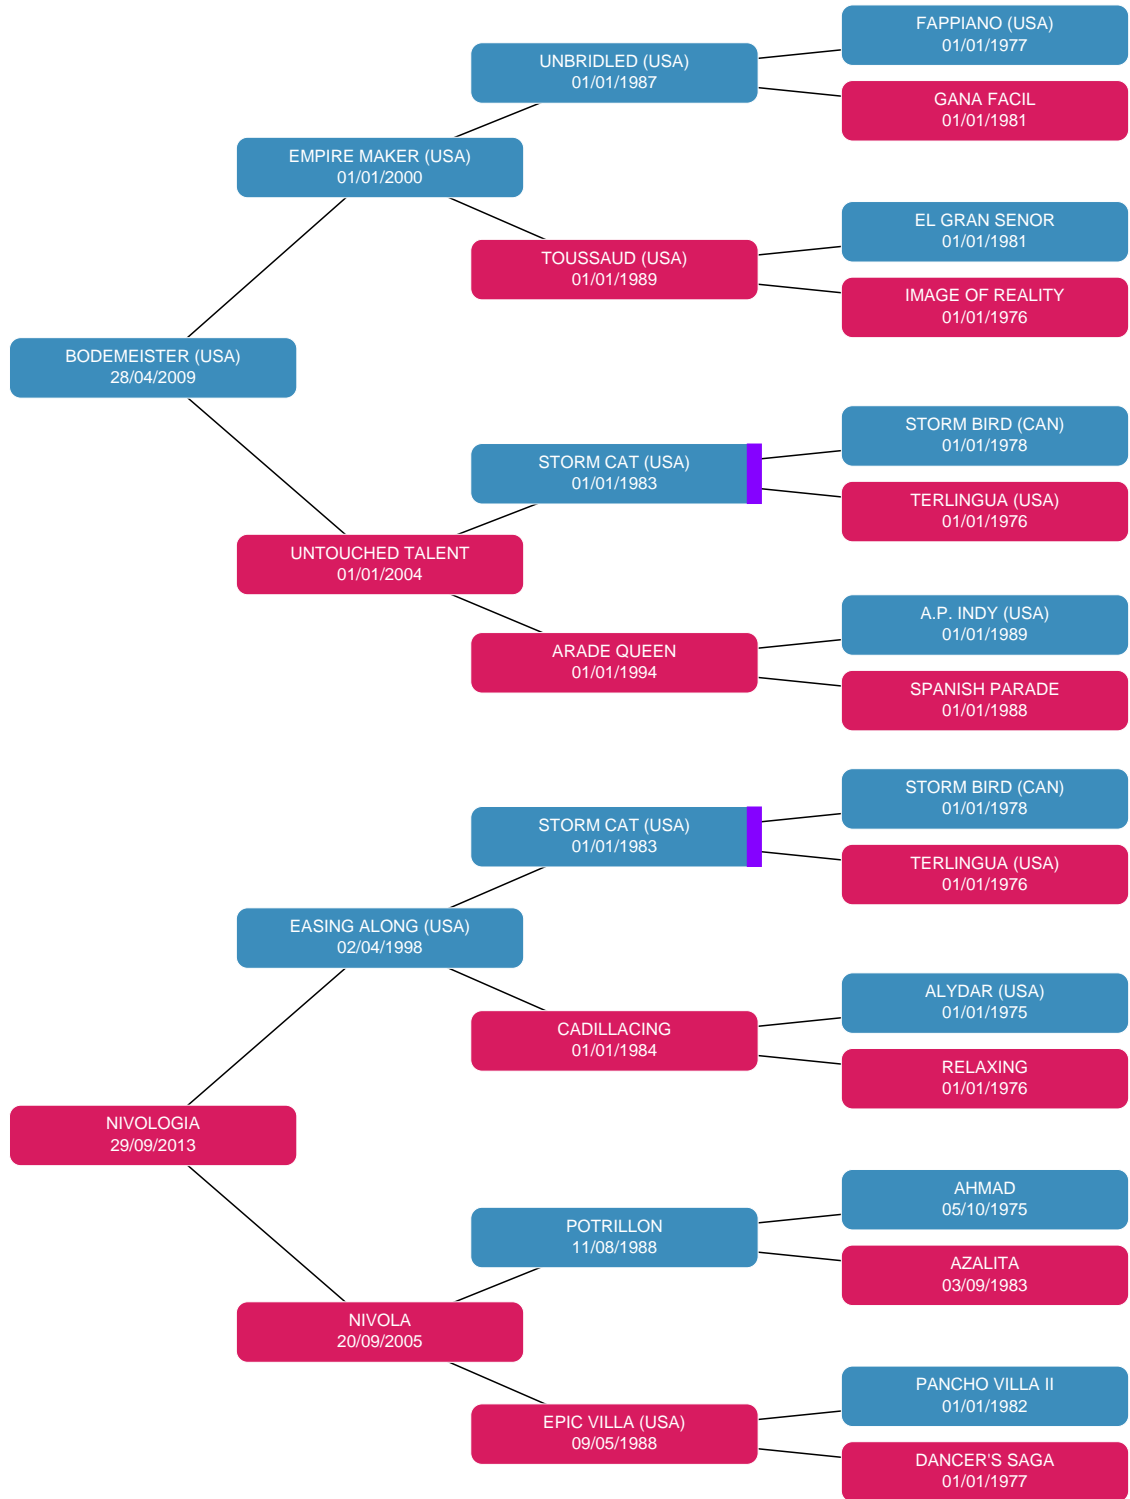 FAPPIANO (USA)
01/01/1977
UNBRIDLED (USA)
01/01/1987
GANA FACIL
01/01/1981
EMPIRE MAKER (USA)
01/01/2000
EL GRAN SENOR
01/01/1981
TOUSSAUD (USA)
01/01/1989
IMAGE OF REALITY
01/01/1976
BODEMEISTER (USA)
28/04/2009
STORM BIRD (CAN)
01/01/1978
STORM CAT (USA)
01/01/1983
TERLINGUA (USA)
01/01/1976
UNTOUCHED TALENT
01/01/2004
A.P. INDY (USA)
01/01/1989
ARADE QUEEN
01/01/1994
SPANISH PARADE
01/01/1988
STORM BIRD (CAN)
01/01/1978
STORM CAT (USA)
01/01/1983
TERLINGUA (USA)
01/01/1976
EASING ALONG (USA)
02/04/1998
ALYDAR (USA)
01/01/1975
CADILLACING
01/01/1984
RELAXING
01/01/1976
NIVOLOGIA
29/09/2013
AHMAD
05/10/1975
POTRILLON
11/08/1988
AZALITA
03/09/1983
NIVOLA
20/09/2005
PANCHO VILLA II
01/01/1982
EPIC VILLA (USA)
09/05/1988
DANCER'S SAGA
01/01/1977